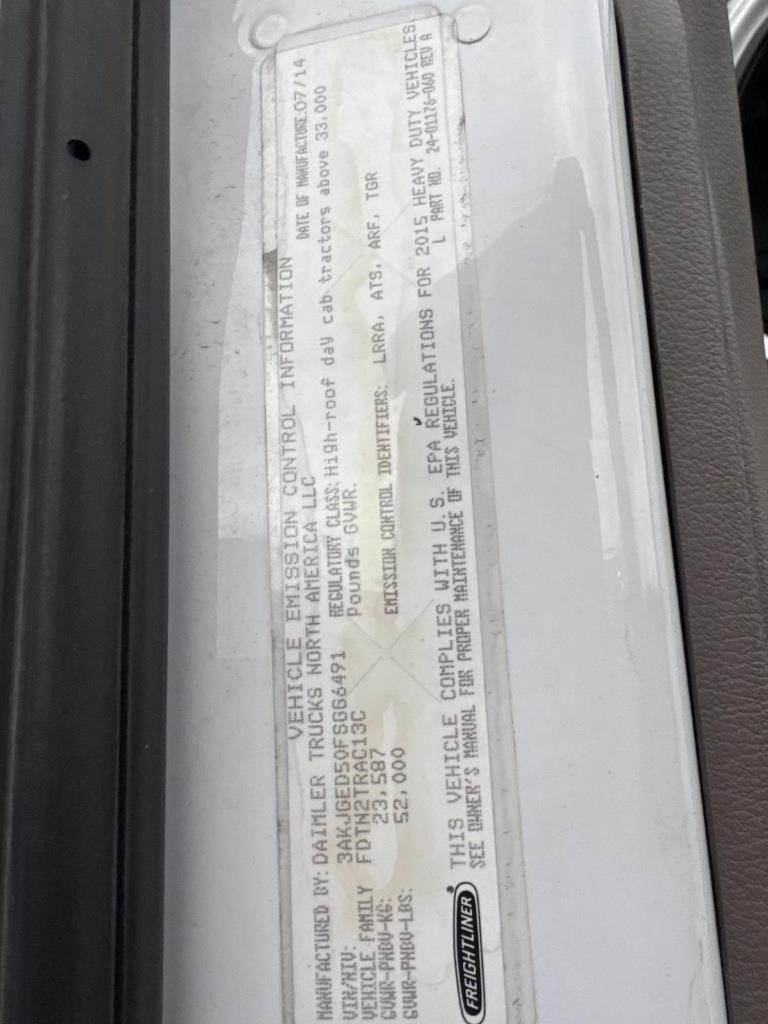 VEHICLE EMISSION CONTROL INFORMATION
MANUFACTURED BY: DAIMLER TRUCKS NORTH AMERICA LLC DATE OF MANUFACTURE:07/14
VIN/NIV: 3AKJGED50FSGG6491 REGULATORY CLASS: High-roof day cab tractors above 33,000
VEHICLE FAMILY FDTN2TRAC13C Pounds GVWR.
GVWR-PNBV-KG: 23,587 EMISSION CONTROL IDENTIFIERS: LRRA, ATS, ARF, TGR
GVWR-PNBV-LBS: 52,000
THIS VEHICLE COMPLIES WITH U.S. EPA REGULATIONS FOR 2015 HEAVY DUTY VEHICLES.
SEE OWNER'S MANUAL FOR PROPER MAINTENANCE OF THIS VEHICLE. L PART NO. 24-01176-060 REV A
FREIGHTLINER®